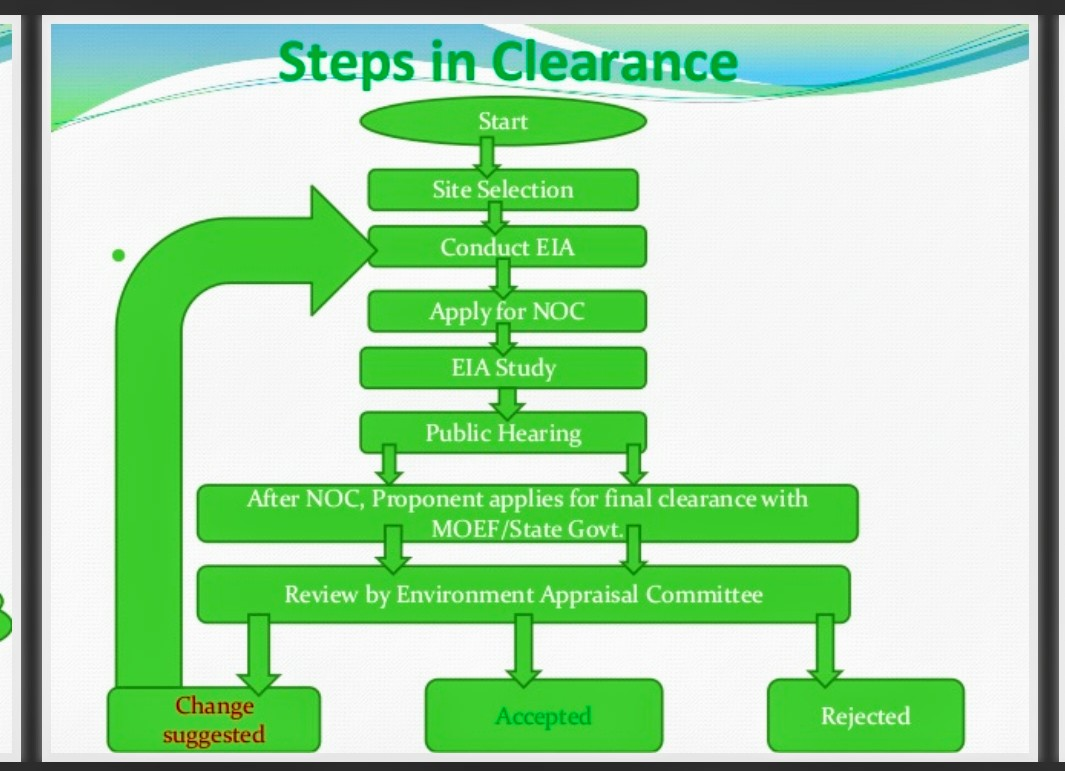 Steps in Clearance
Start
Site Selection
Conduct EIA
Apply for NOC
EIA Study
Public Hearing
After NOC, Proponent applies for final clearance with
MOEF/State Govt.
Review by Environment Appraisal Committee
Change
suggested
Accepted
Rejected